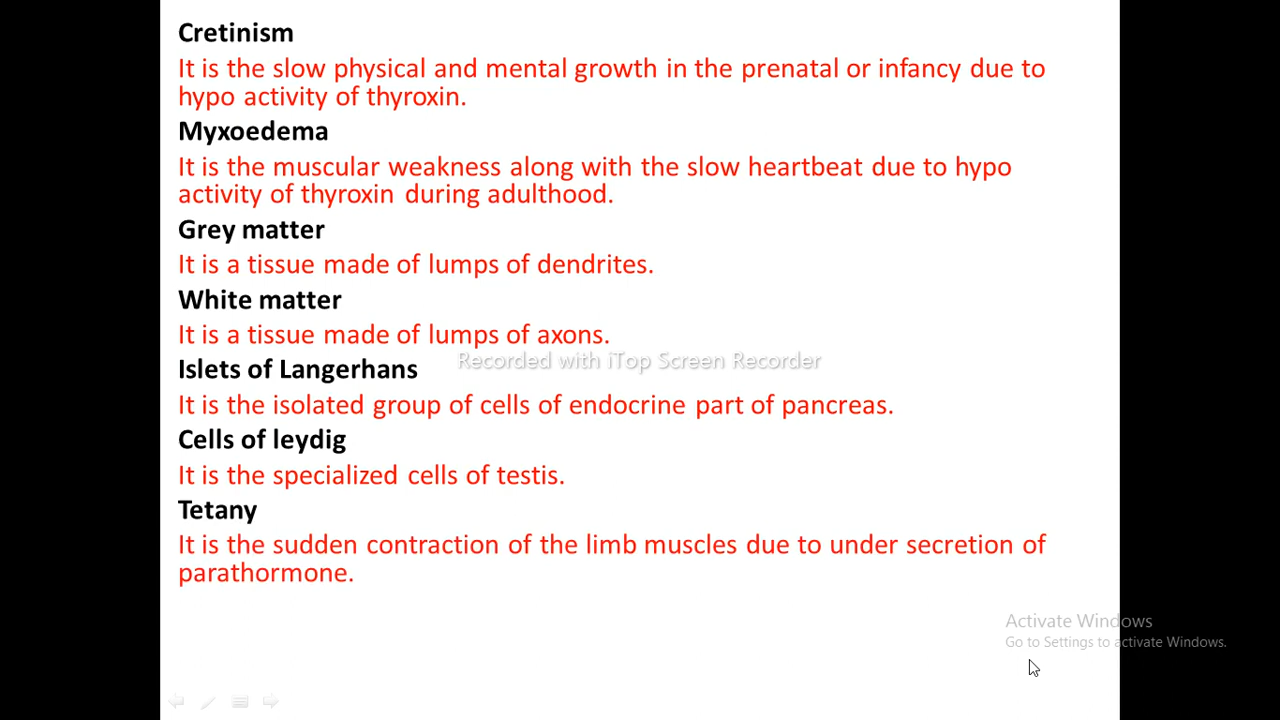 Cretinism
It is the slow physical and mental growth in the prenatal or infancy due to
hypo activity of thyroxin.
Myxoedema
It is the muscular weakness along with the slow heartbeat due to hypo
activity of thyroxin during adulthood.
Grey matter
It is a tissue made of lumps of dendrites.
White matter
It is a tissue made of lumps of axons.
Recorded with iTop Screen Recorder
Islets of Langerhans
It is the isolated group of cells of endocrine part of pancreas.
Cells of leydig
It is the specialized cells of testis.
Tetany
It is the sudden contraction of the limb muscles due to under secretion of
parathormone.
Activate Windows
Go to Settings to activate Windows.